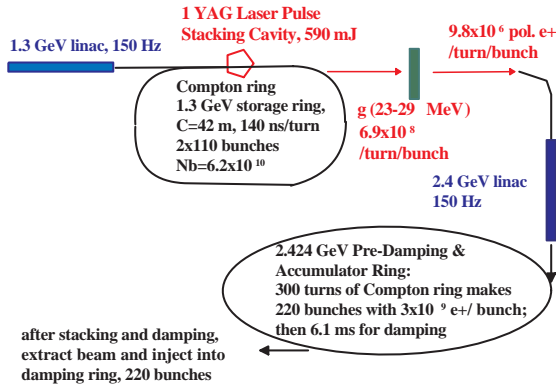 1 YAG Laser Pulse
Stacking Cavity, 590 mJ
9.8x10 6 pol. e+
/turn/bunch
1.3 GeV linac, 150 Hz
Compton ring
1.3 GeV storage ring,
C=42 m, 140 ns/turn
2x110 bunches
Nb=6.2x10 10
g (23-29 MeV)
6.9x10 8
/turn/bunch
2.4 GeV linac
150 Hz
2.424 GeV Pre-Damping &
Accumulator Ring:
300 turns of Compton ring makes
220 bunches with 3x10 9 e+/ bunch;
then 6.1 ms for damping
after stacking and damping,
extract beam and inject into
damping ring, 220 bunches